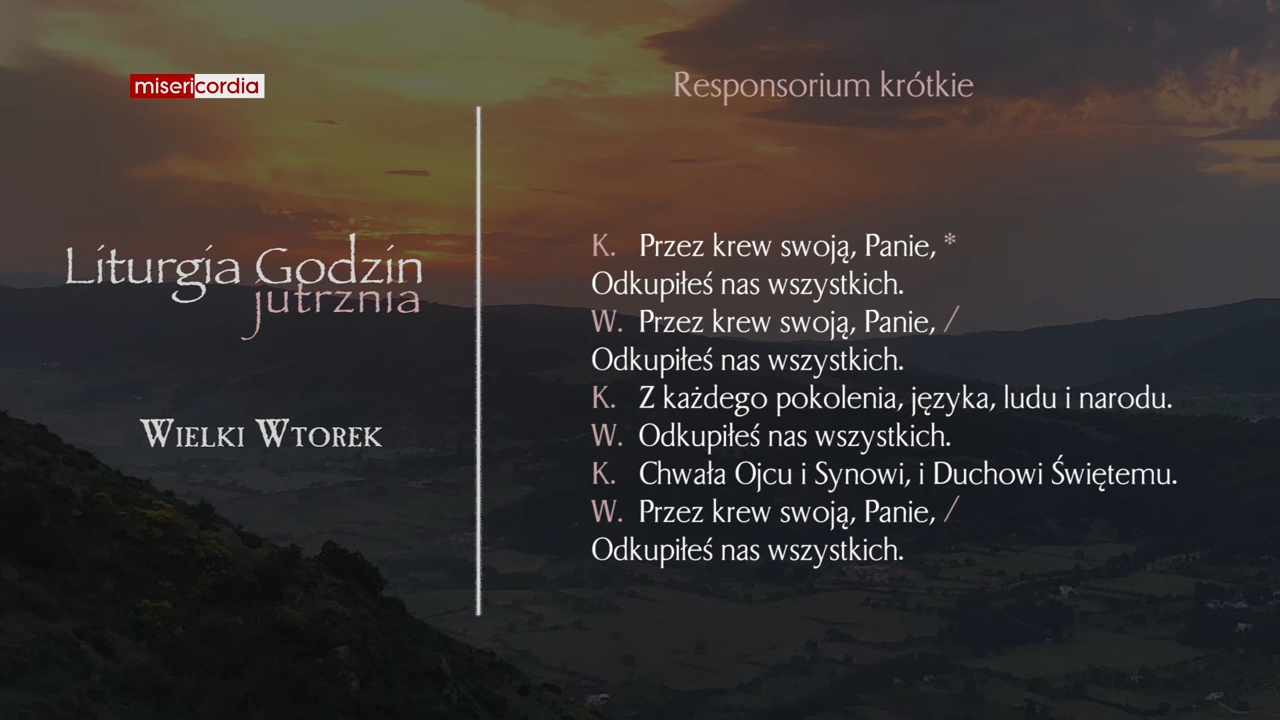 misericordia
Liturgia Godzin
jutrznia
Wielki Wtorek
Responsorium krótkie
K. Przez krew swoją, Panie, *
Odkupiłeś nas wszystkich.
W. Przez krew swoją, Panie, /
Odkupiłeś nas wszystkich.
K. Z każdego pokolenia, języka, ludu i narodu.
W. Odkupiłeś nas wszystkich.
K. Chwała Ojcu i Synowi, i Duchowi Świętemu.
W. Przez krew swoją, Panie, /
Odkupiłeś nas wszystkich.